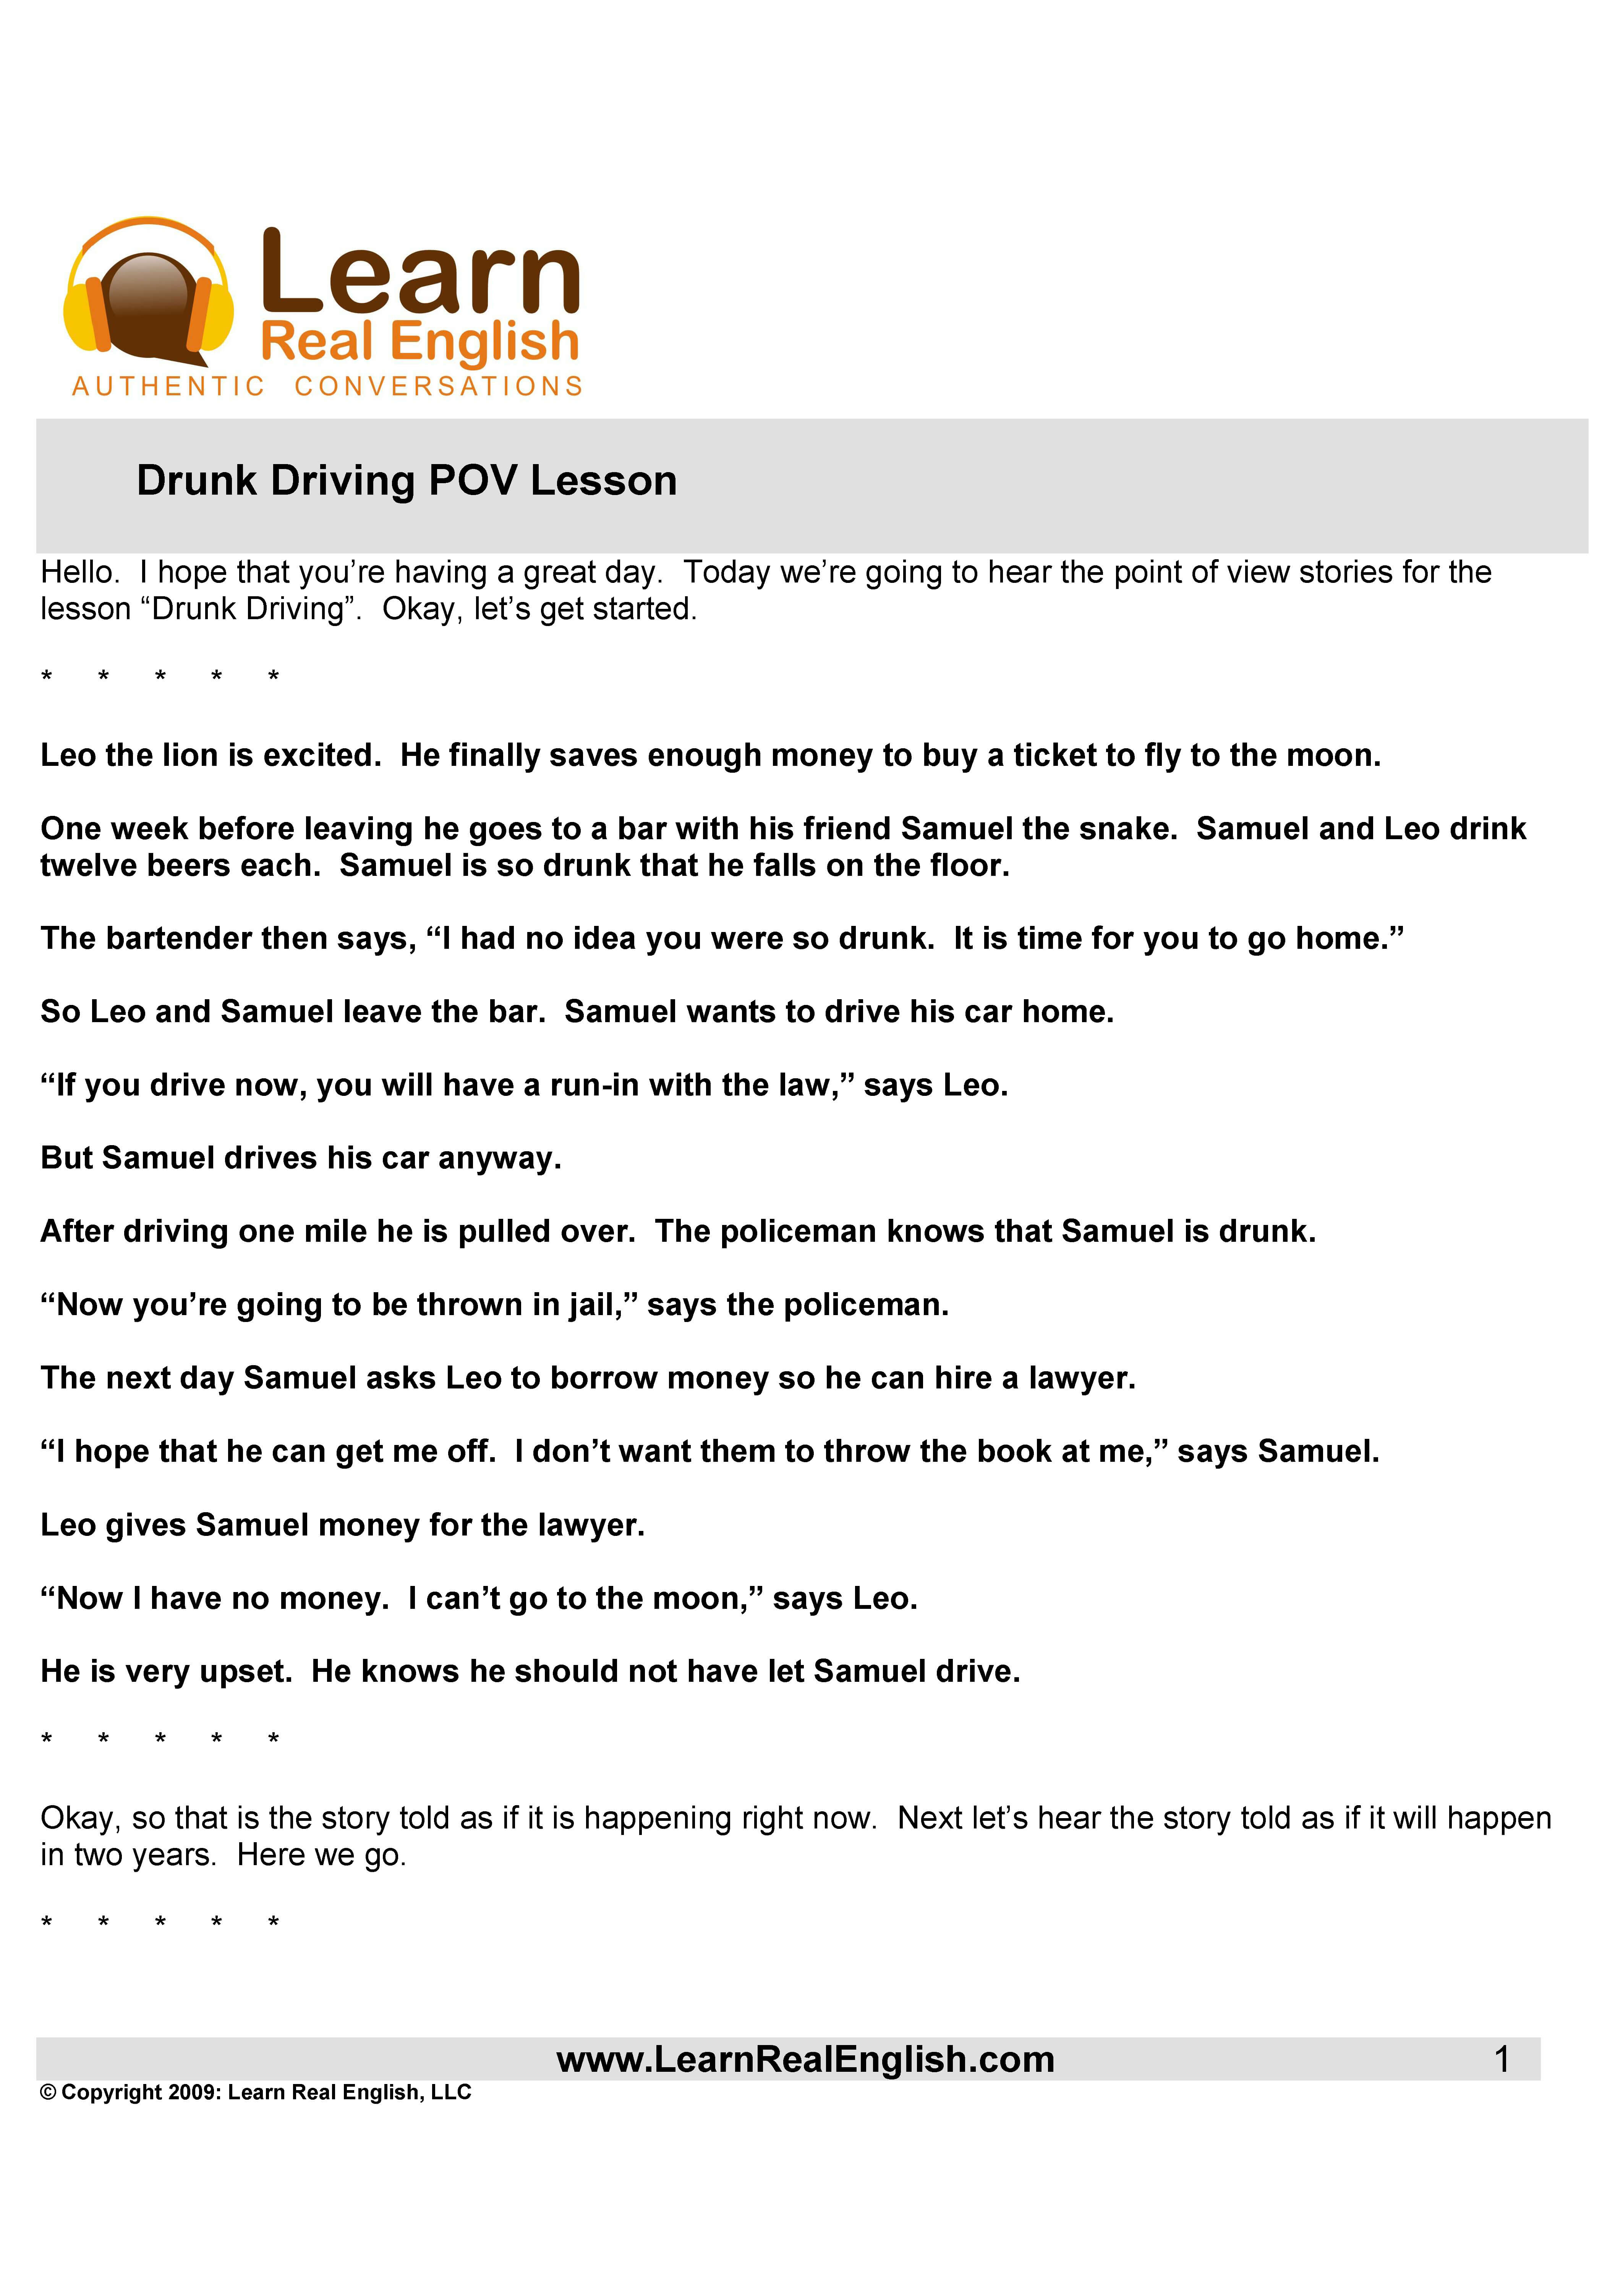 Learn
Real English
AUTHENTIC CONVERSATIONS
Drunk Driving POV Lesson
Hello.  I hope that you’re having a great day.  Today we’re going to hear the point of view stories for the
lesson “Drunk Driving”.  Okay, let’s get started.
* * * * *
Leo the lion is excited.  He finally saves enough money to buy a ticket to fly to the moon.
One week before leaving he goes to a bar with his friend Samuel the snake.  Samuel and Leo drink
twelve beers each.  Samuel is so drunk that he falls on the floor.
The bartender then says, “I had no idea you were so drunk.  It is time for you to go home.”
So Leo and Samuel leave the bar.  Samuel wants to drive his car home.
“If you drive now, you will have a run-in with the law,” says Leo.
But Samuel drives his car anyway.
After driving one mile he is pulled over.  The policeman knows that Samuel is drunk.
“Now you’re going to be thrown in jail,” says the policeman.
The next day Samuel asks Leo to borrow money so he can hire a lawyer.
“I hope that he can get me off.  I don’t want them to throw the book at me,” says Samuel.
Leo gives Samuel money for the lawyer.
“Now I have no money.  I can’t go to the moon,” says Leo.
He is very upset.  He knows he should not have let Samuel drive.
* * * * *
Okay, so that is the story told as if it is happening right now.  Next let’s hear the story told as if it will happen
in two years.  Here we go.
* * * * *
www.LearnRealEnglish.com 1
© Copyright 2009: Learn Real English, LLC